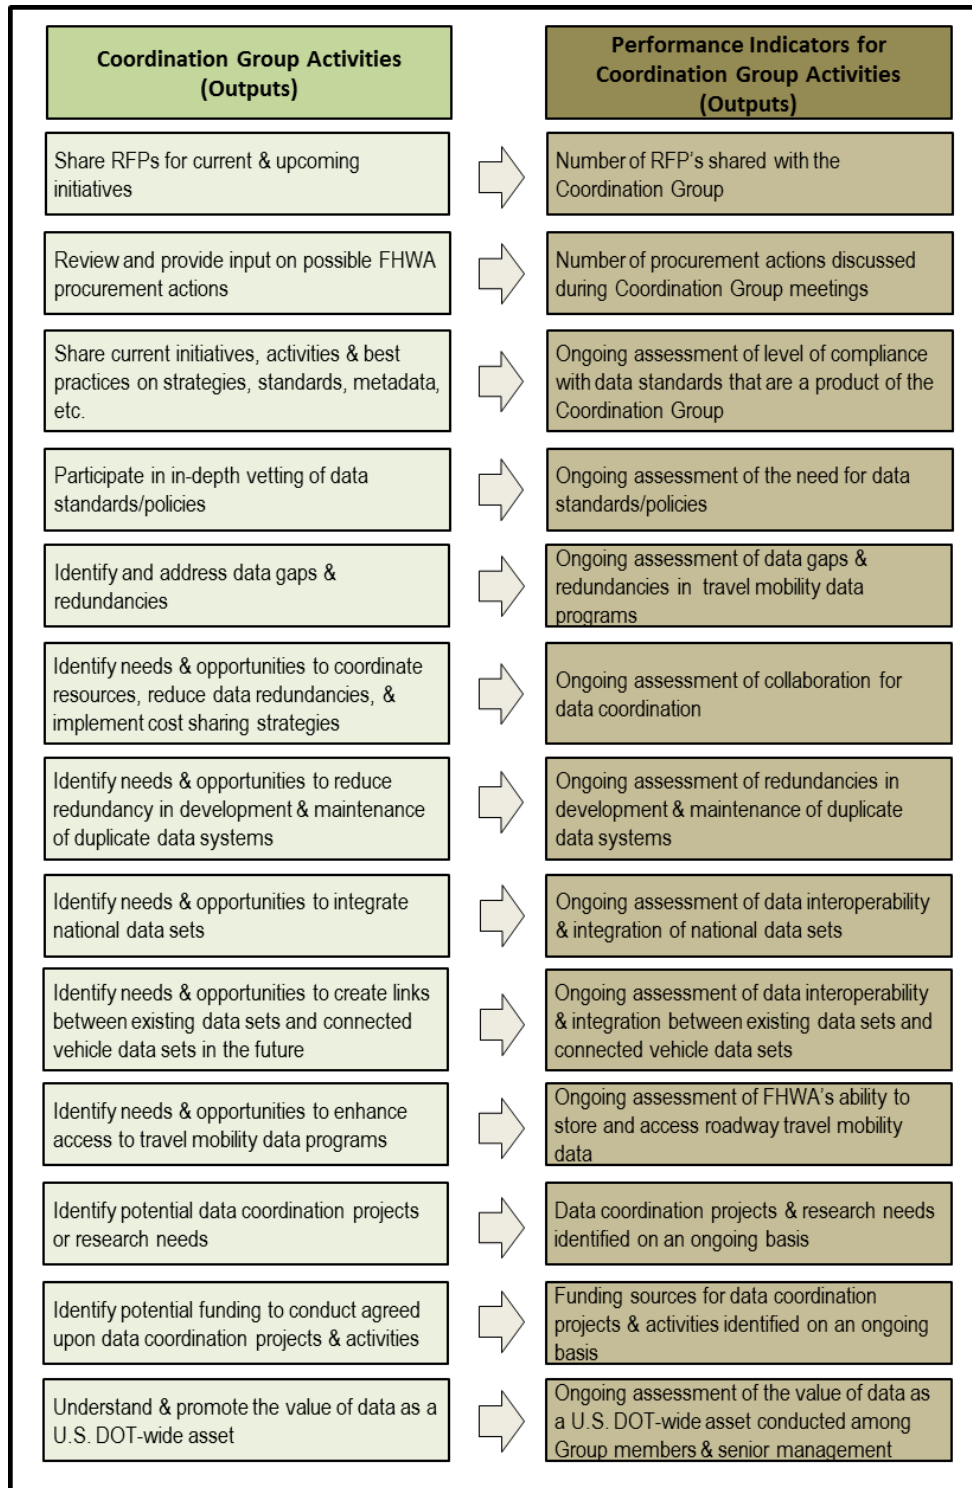 Coordination Group Activities
(Outputs)
Performance Indicators for
Coordination Group Activities
(Outputs)
Share RFPs for current & upcoming
initiatives
Number of RFP's shared with the
Coordination Group
Review and provide input on possible FHWA
procurement actions
Number of procurement actions discussed
during Coordination Group meetings
Share current initiatives, activities & best
practices on strategies, standards, metadata,
etc.
Ongoing assessment of level of compliance
with data standards that are a product of the
Coordination Group
Participate in in-depth vetting of data
standards/policies
Ongoing assessment of the need for data
standards/policies
Identify and address data gaps &
redundancies
Ongoing assessment of data gaps &
redundancies in travel mobility data
programs
Identify needs & opportunities to coordinate
resources, reduce data redundancies, &
implement cost sharing strategies
Ongoing assessment of collaboration for
data coordination
Identify needs & opportunities to reduce
redundancy in development & maintenance
of duplicate data systems
Ongoing assessment of redundancies in
development & maintenance of duplicate
data systems
Identify needs & opportunities to integrate
national data sets
Ongoing assessment of data interoperability
& integration of national data sets
Identify needs & opportunities to create links
between existing data sets and connected
vehicle data sets in the future
Ongoing assessment of data interoperability
& integration between existing data sets and
connected vehicle data sets
Identify needs & opportunities to enhance
access to travel mobility data programs
Ongoing assessment of FHWA's ability to
store and access roadway travel mobility
data
Identify potential data coordination projects
or research needs
Data coordination projects & research needs
identified on an ongoing basis
Identify potential funding to conduct agreed
upon data coordination projects & activities
Funding sources for data coordination
projects & activities identified on an ongoing
basis
Understand & promote the value of data as a
U.S. DOT-wide asset
Ongoing assessment of the value of data as
a U.S. DOT-wide asset conducted among
Group members & senior management